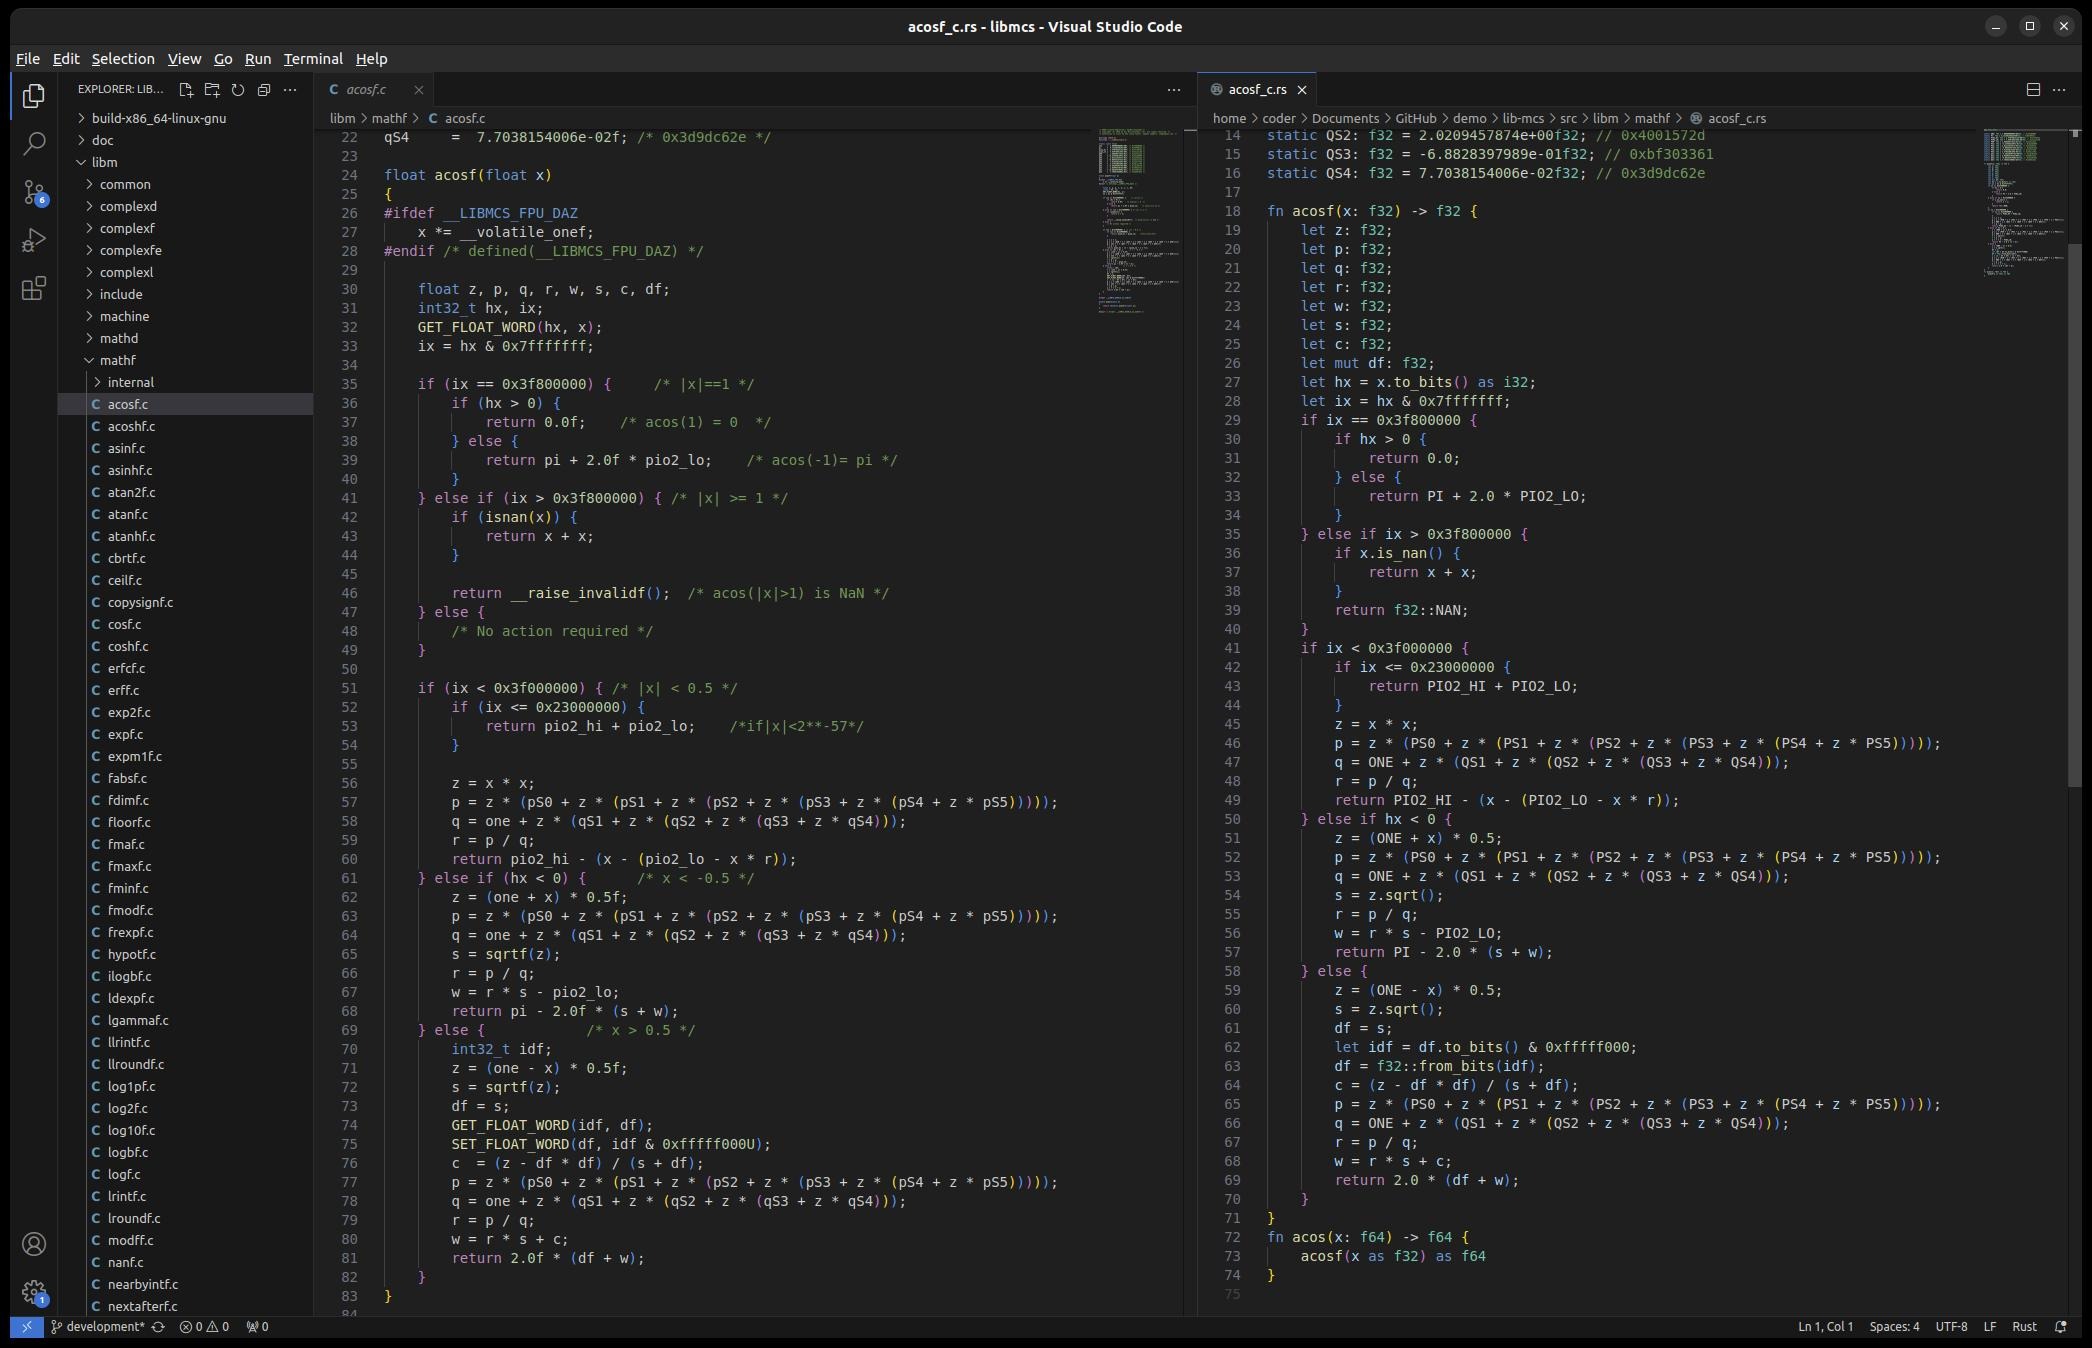 acosf_c.rs - libmcs - Visual Studio Code
File Edit Selection View Go Run Terminal Help
EXPLORER: LIB...
build-x86_64-linux-gnu
doc
libm
common
complexd
complexf
complexfe
complexl
include
machine
mathd
mathf
internal
C acosf.c
C acoshf.c
C asinf.c
C asinhf.c
C atan2f.c
C atanf.c
C atanhf.c
C cbrtf.c
C ceilf.c
C copysignf.c
C cosf.c
C coshf.c
C erfcf.c
C erff.c
C exp2f.c
C expf.c
C expm1f.c
C fabsf.c
C fdimf.c
C floorf.c
C fmaf.c
C fmaxf.c
C fminf.c
C fmodf.c
C frexpf.c
C hypotf.c
C ilogbf.c
C ldexpf.c
C lgammaf.c
C llrintf.c
C llroundf.c
C log1pf.c
C log2f.c
C log10f.c
C logbf.c
C logf.c
C lrintf.c
C lroundf.c
C modff.c
C nanf.c
C nearbyintf.c
C nextafterf.c
6
1
C acosf.c
libm > mathf > C acosf.c
22 qS4     =  7.7038154006e-02f; /* 0x3d9dc62e */
23
24 float acosf(float x)
25 {
26 #ifdef __LIBMCS_FPU_DAZ
27     x *= __volatile_onef;
28 #endif /* defined(__LIBMCS_FPU_DAZ) */
29
30     float z, p, q, r, w, s, c, df;
31     int32_t hx, ix;
32     GET_FLOAT_WORD(hx, x);
33     ix = hx & 0x7fffffff;
34
35     if (ix == 0x3f800000) {     /* |x|==1 */
36         if (hx > 0) {
37             return 0.0f;    /* acos(1) = 0  */
38         } else {
39             return pi + 2.0f * pio2_lo;    /* acos(-1)= pi */
40         }
41     } else if (ix > 0x3f800000) { /* |x| >= 1 */
42         if (isnan(x)) {
43             return x + x;
44         }
45
46         return __raise_invalidf();  /* acos(|x|>1) is NaN */
47     } else {
48         /* No action required */
49     }
50
51     if (ix < 0x3f000000) { /* |x| < 0.5 */
52         if (ix <= 0x23000000) {
53             return pio2_hi + pio2_lo;    /*if|x|<2**-57*/
54         }
55
56         z = x * x;
57         p = z * (pS0 + z * (pS1 + z * (pS2 + z * (pS3 + z * (pS4 + z * pS5)))));
58         q = one + z * (qS1 + z * (qS2 + z * (qS3 + z * qS4)));
59         r = p / q;
60         return pio2_hi - (x - (pio2_lo - x * r));
61     } else if (hx < 0) {      /* x < -0.5 */
62         z = (one + x) * 0.5f;
63         p = z * (pS0 + z * (pS1 + z * (pS2 + z * (pS3 + z * (pS4 + z * pS5)))));
64         q = one + z * (qS1 + z * (qS2 + z * (qS3 + z * qS4)));
65         s = sqrtf(z);
66         r = p / q;
67         w = r * s - pio2_lo;
68         return pi - 2.0f * (s + w);
69     } else {            /* x > 0.5 */
70         int32_t idf;
71         z = (one - x) * 0.5f;
72         s = sqrtf(z);
73         df = s;
74         GET_FLOAT_WORD(idf, df);
75         SET_FLOAT_WORD(df, idf & 0xfffff000U);
76         c  = (z - df * df) / (s + df);
77         p = z * (pS0 + z * (pS1 + z * (pS2 + z * (pS3 + z * (pS4 + z * pS5)))));
78         q = one + z * (qS1 + z * (qS2 + z * (qS3 + z * qS4)));
79         r = p / q;
80         w = r * s + c;
81         return 2.0f * (df + w);
82     }
83 }
84
acosf_c.rs
home > coder > Documents > GitHub > demo > lib-mcs > src > libm > mathf > acosf_c.rs
14 static QS2: f32 = 2.0209457874e+00f32; // 0x4001572d
15 static QS3: f32 = -6.8828397989e-01f32; // 0xbf303361
16 static QS4: f32 = 7.7038154006e-02f32; // 0x3d9dc62e
17
18 fn acosf(x: f32) -> f32 {
19     let z: f32;
20     let p: f32;
21     let q: f32;
22     let r: f32;
23     let w: f32;
24     let s: f32;
25     let c: f32;
26     let mut df: f32;
27     let hx = x.to_bits() as i32;
28     let ix = hx & 0x7fffffff;
29     if ix == 0x3f800000 {
30         if hx > 0 {
31             return 0.0;
32         } else {
33             return PI + 2.0 * PIO2_LO;
34         }
35     } else if ix > 0x3f800000 {
36         if x.is_nan() {
37             return x + x;
38         }
39         return f32::NAN;
40     }
41     if ix < 0x3f000000 {
42         if ix <= 0x23000000 {
43             return PIO2_HI + PIO2_LO;
44         }
45         z = x * x;
46         p = z * (PS0 + z * (PS1 + z * (PS2 + z * (PS3 + z * (PS4 + z * PS5)))));
47         q = ONE + z * (QS1 + z * (QS2 + z * (QS3 + z * QS4)));
48         r = p / q;
49         return PIO2_HI - (x - (PIO2_LO - x * r));
50     } else if hx < 0 {
51         z = (ONE + x) * 0.5;
52         p = z * (PS0 + z * (PS1 + z * (PS2 + z * (PS3 + z * (PS4 + z * PS5)))));
53         q = ONE + z * (QS1 + z * (QS2 + z * (QS3 + z * QS4)));
54         s = z.sqrt();
55         r = p / q;
56         w = r * s - PIO2_LO;
57         return PI - 2.0 * (s + w);
58     } else {
59         z = (ONE - x) * 0.5;
60         s = z.sqrt();
61         df = s;
62         let idf = df.to_bits() & 0xfffff000;
63         df = f32::from_bits(idf);
64         c = (z - df * df) / (s + df);
65         p = z * (PS0 + z * (PS1 + z * (PS2 + z * (PS3 + z * (PS4 + z * PS5)))));
66         q = ONE + z * (QS1 + z * (QS2 + z * (QS3 + z * QS4)));
67         r = p / q;
68         w = r * s + c;
69         return 2.0 * (df + w);
70     }
71 }
72 fn acos(x: f64) -> f64 {
73     acosf(x as f32) as f64
74 }
75
development* 0 0 0
Ln 1, Col 1 Spaces: 4 UTF-8 LF Rust